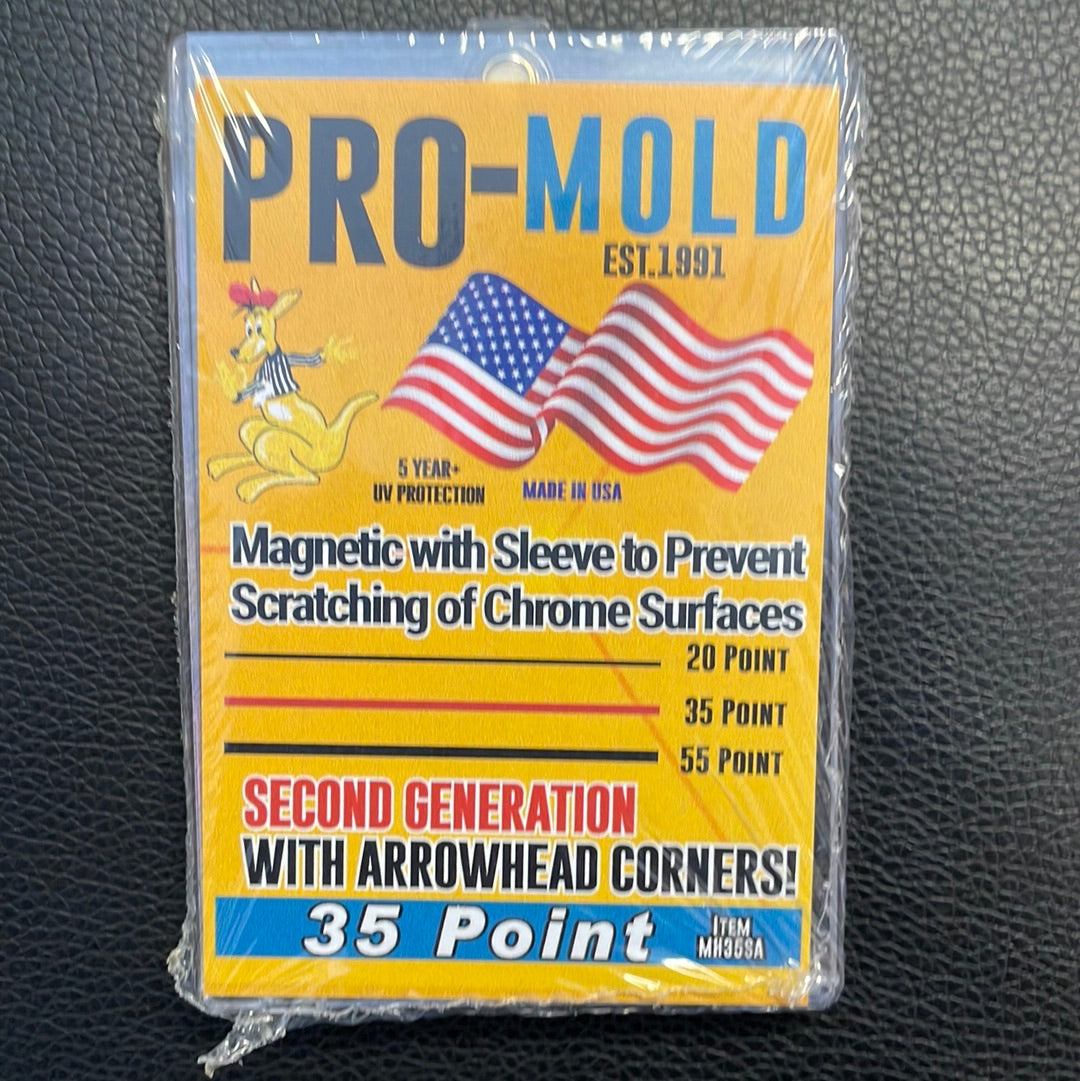 PRO-MOLD
EST.1991
5 YEAR+
UV PROTECTION
MADE IN USA
Magnetic with Sleeve to Prevent
Scratching of Chrome Surfaces
20 POINT
35 POINT
55 POINT
SECOND GENERATION
WITH ARROWHEAD CORNERS!
35 Point
ITEM
MH35SA